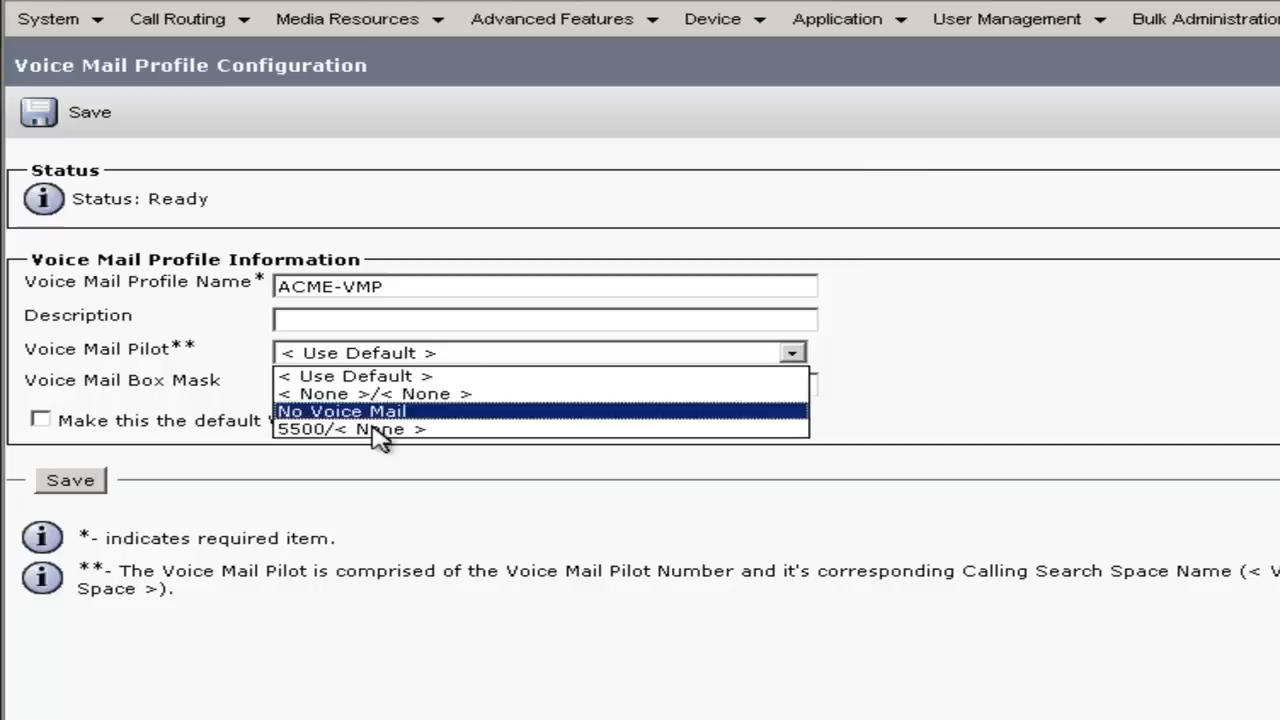 System Call Routing Media Resources Advanced Features Device Application User Management Bulk Administratio
Voice Mail Profile Configuration
Save
Status
Status: Ready
Voice Mail Profile Information
Voice Mail Profile Name* ACME-VMP
Description
Voice Mail Pilot** < Use Default >
< Use Default >
Voice Mail Box Mask
< None >/< None >
No Voice Mail
Make this the default
5500/< None >
Save
*- indicates required item.
**- The Voice Mail Pilot is comprised of the Voice Mail Pilot Number and it's corresponding Calling Search Space Name (< V
Space >).